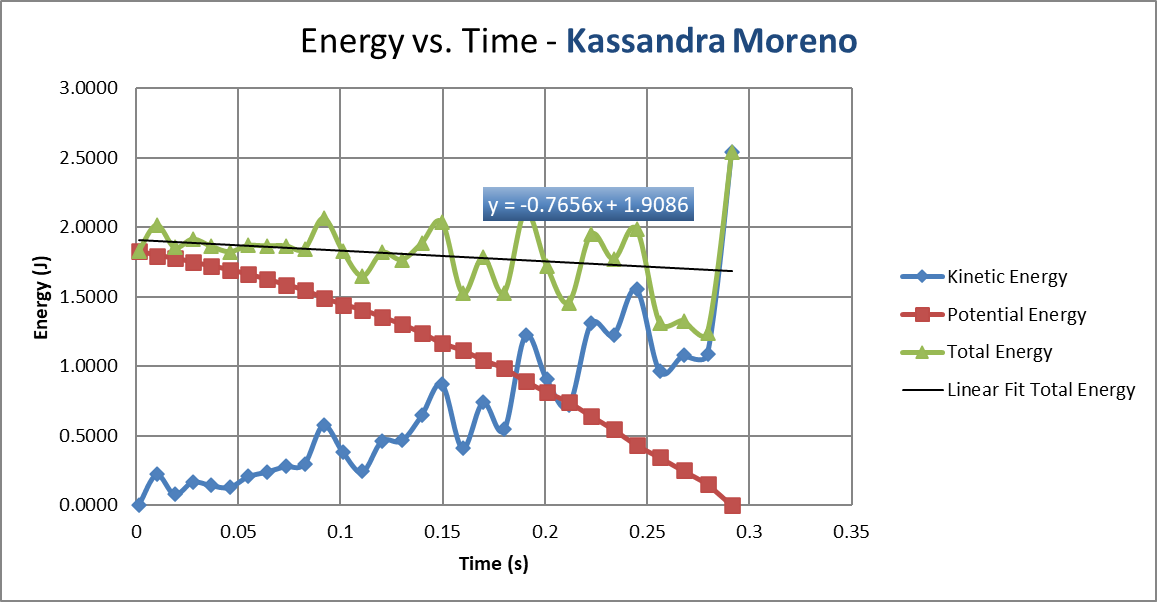 Energy vs. Time - Kassandra Moreno
3.0000
2.5000
2.0000
1.5000
1.0000
0.5000
0.0000
Energy (J)
y = -0.7656x + 1.9086
0 0.05 0.1 0.15 0.2 0.25 0.3 0.35
Time (s)
Kinetic Energy
Potential Energy
Total Energy
Linear Fit Total Energy